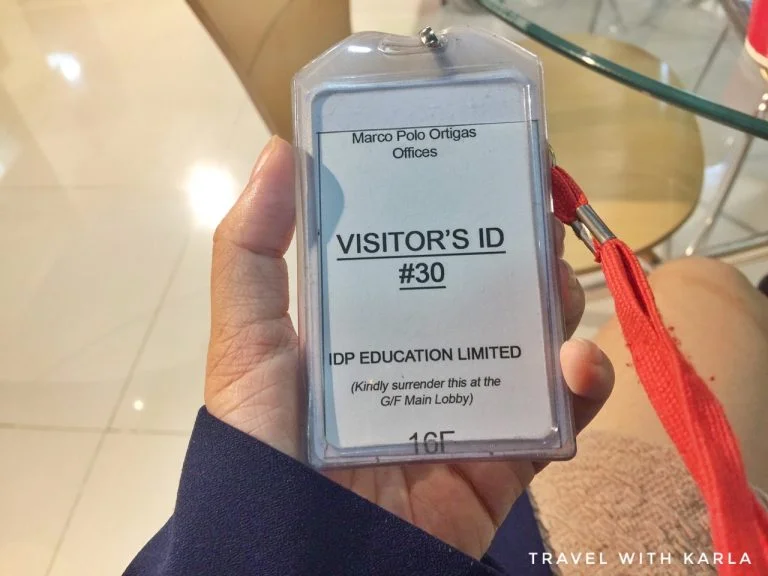 Marco Polo Ortigas
Offices
VISITOR'S ID
#30
IDP EDUCATION LIMITED
(Kindly surrender this at the
G/F Main Lobby)
16F
TRAVEL WITH KARLA